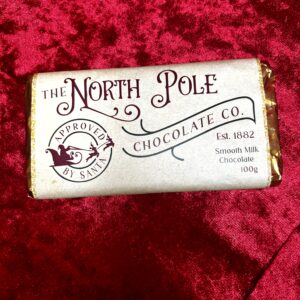 THE NORTH POLE
CHOCOLATE CO.
APPROVED
BY SANTA
Est. 1882
Smooth Milk
Chocolate
100g